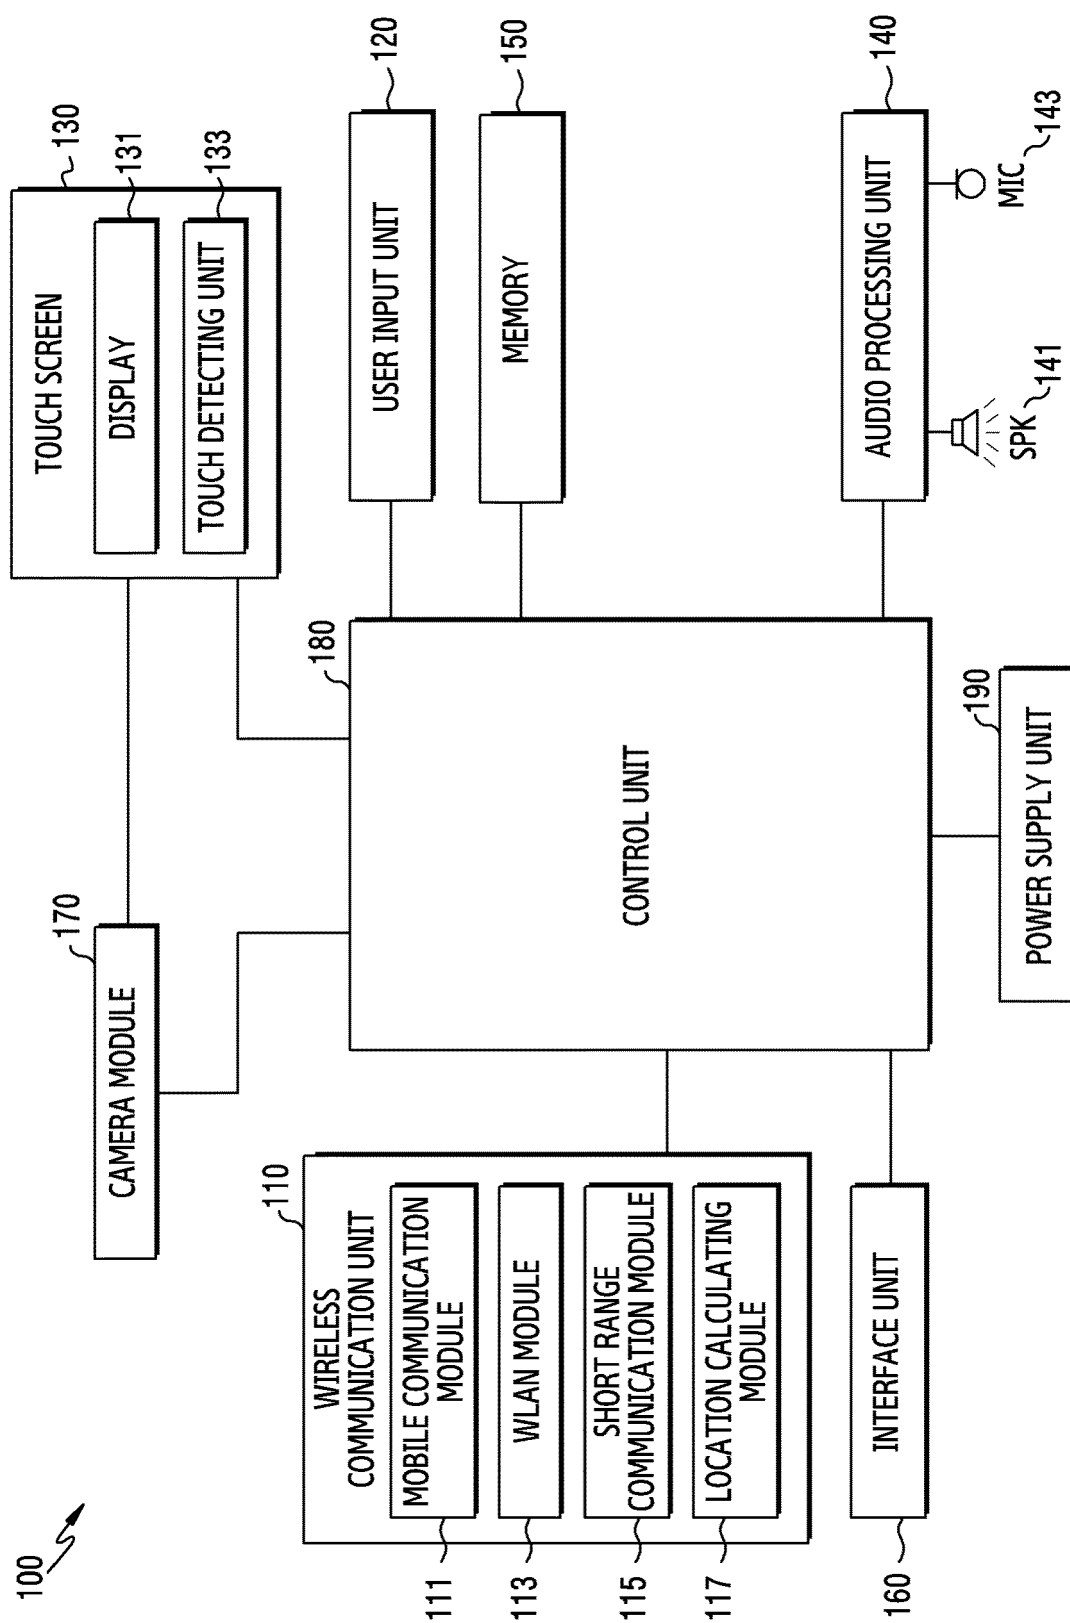 100
170
CAMERA MODULE
130
TOUCH SCREEN
DISPLAY
131
TOUCH DETECTING UNIT
133
110
WIRELESS
COMMUNICATION UNIT
111
MOBILE COMMUNICATION
MODULE
113
WLAN MODULE
115
SHORT RANGE
COMMUNICATION MODULE
117
LOCATION CALCULATING
MODULE
160
INTERFACE UNIT
180
CONTROL UNIT
190
POWER SUPPLY UNIT
USER INPUT UNIT
120
MEMORY
150
AUDIO PROCESSING UNIT
140
SPK
141
MIC
143